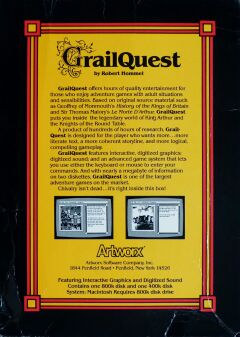 GrailQuest
by Robert Hommel
GrailQuest offers hours of quality entertainment for
those who enjoy adventure games with adult situations
and sensibilities. Based on original source material such
as Geoffrey of Monmouth's History of the Kings of Britain
and Sir Thomas Malory's Le Morte D'Arthur, GrailQuest
puts you inside the legendary world of King Arthur and
the Knights of the Round Table.
A product of hundreds of hours of research, Grail-
Quest is designed for the player who wants more...more
literate text, a more coherent storyline, and more logical,
compelling gameplay.
GrailQuest features interactive, digitized graphics;
digitized sound; and an advanced game system that lets
you use either the keyboard or mouse to enter your
commands. And with nearly a megabyte of information
on two diskettes, GrailQuest is one of the largest
adventure games on the market.
Chivalry isn't dead...it's right inside this box!
Artworx
Artworx Software Company, Inc.
1844 Penfield Road • Penfield, New York 14526
Featuring Interactive Graphics and Digitized Sound
Contains one 800k disk and one 400k disk
System: Macintosh Requires 800k disk drive